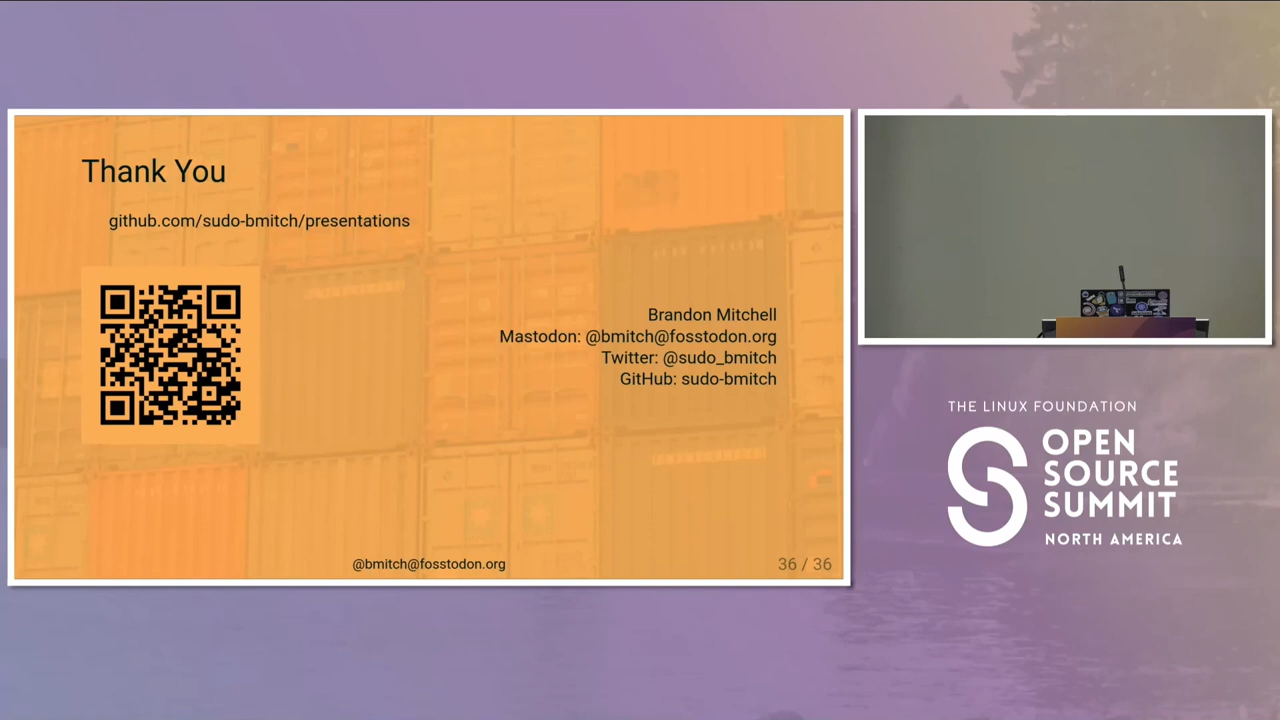 Thank You
github.com/sudo-bmitch/presentations
Brandon Mitchell
Mastodon: @bmitch@fosstodon.org
Twitter: @sudo_bmitch
GitHub: sudo-bmitch
@bmitch@fosstodon.org
36 / 36
THE LINUX FOUNDATION
OPEN
SOURCE
SUMMIT
NORTH AMERICA